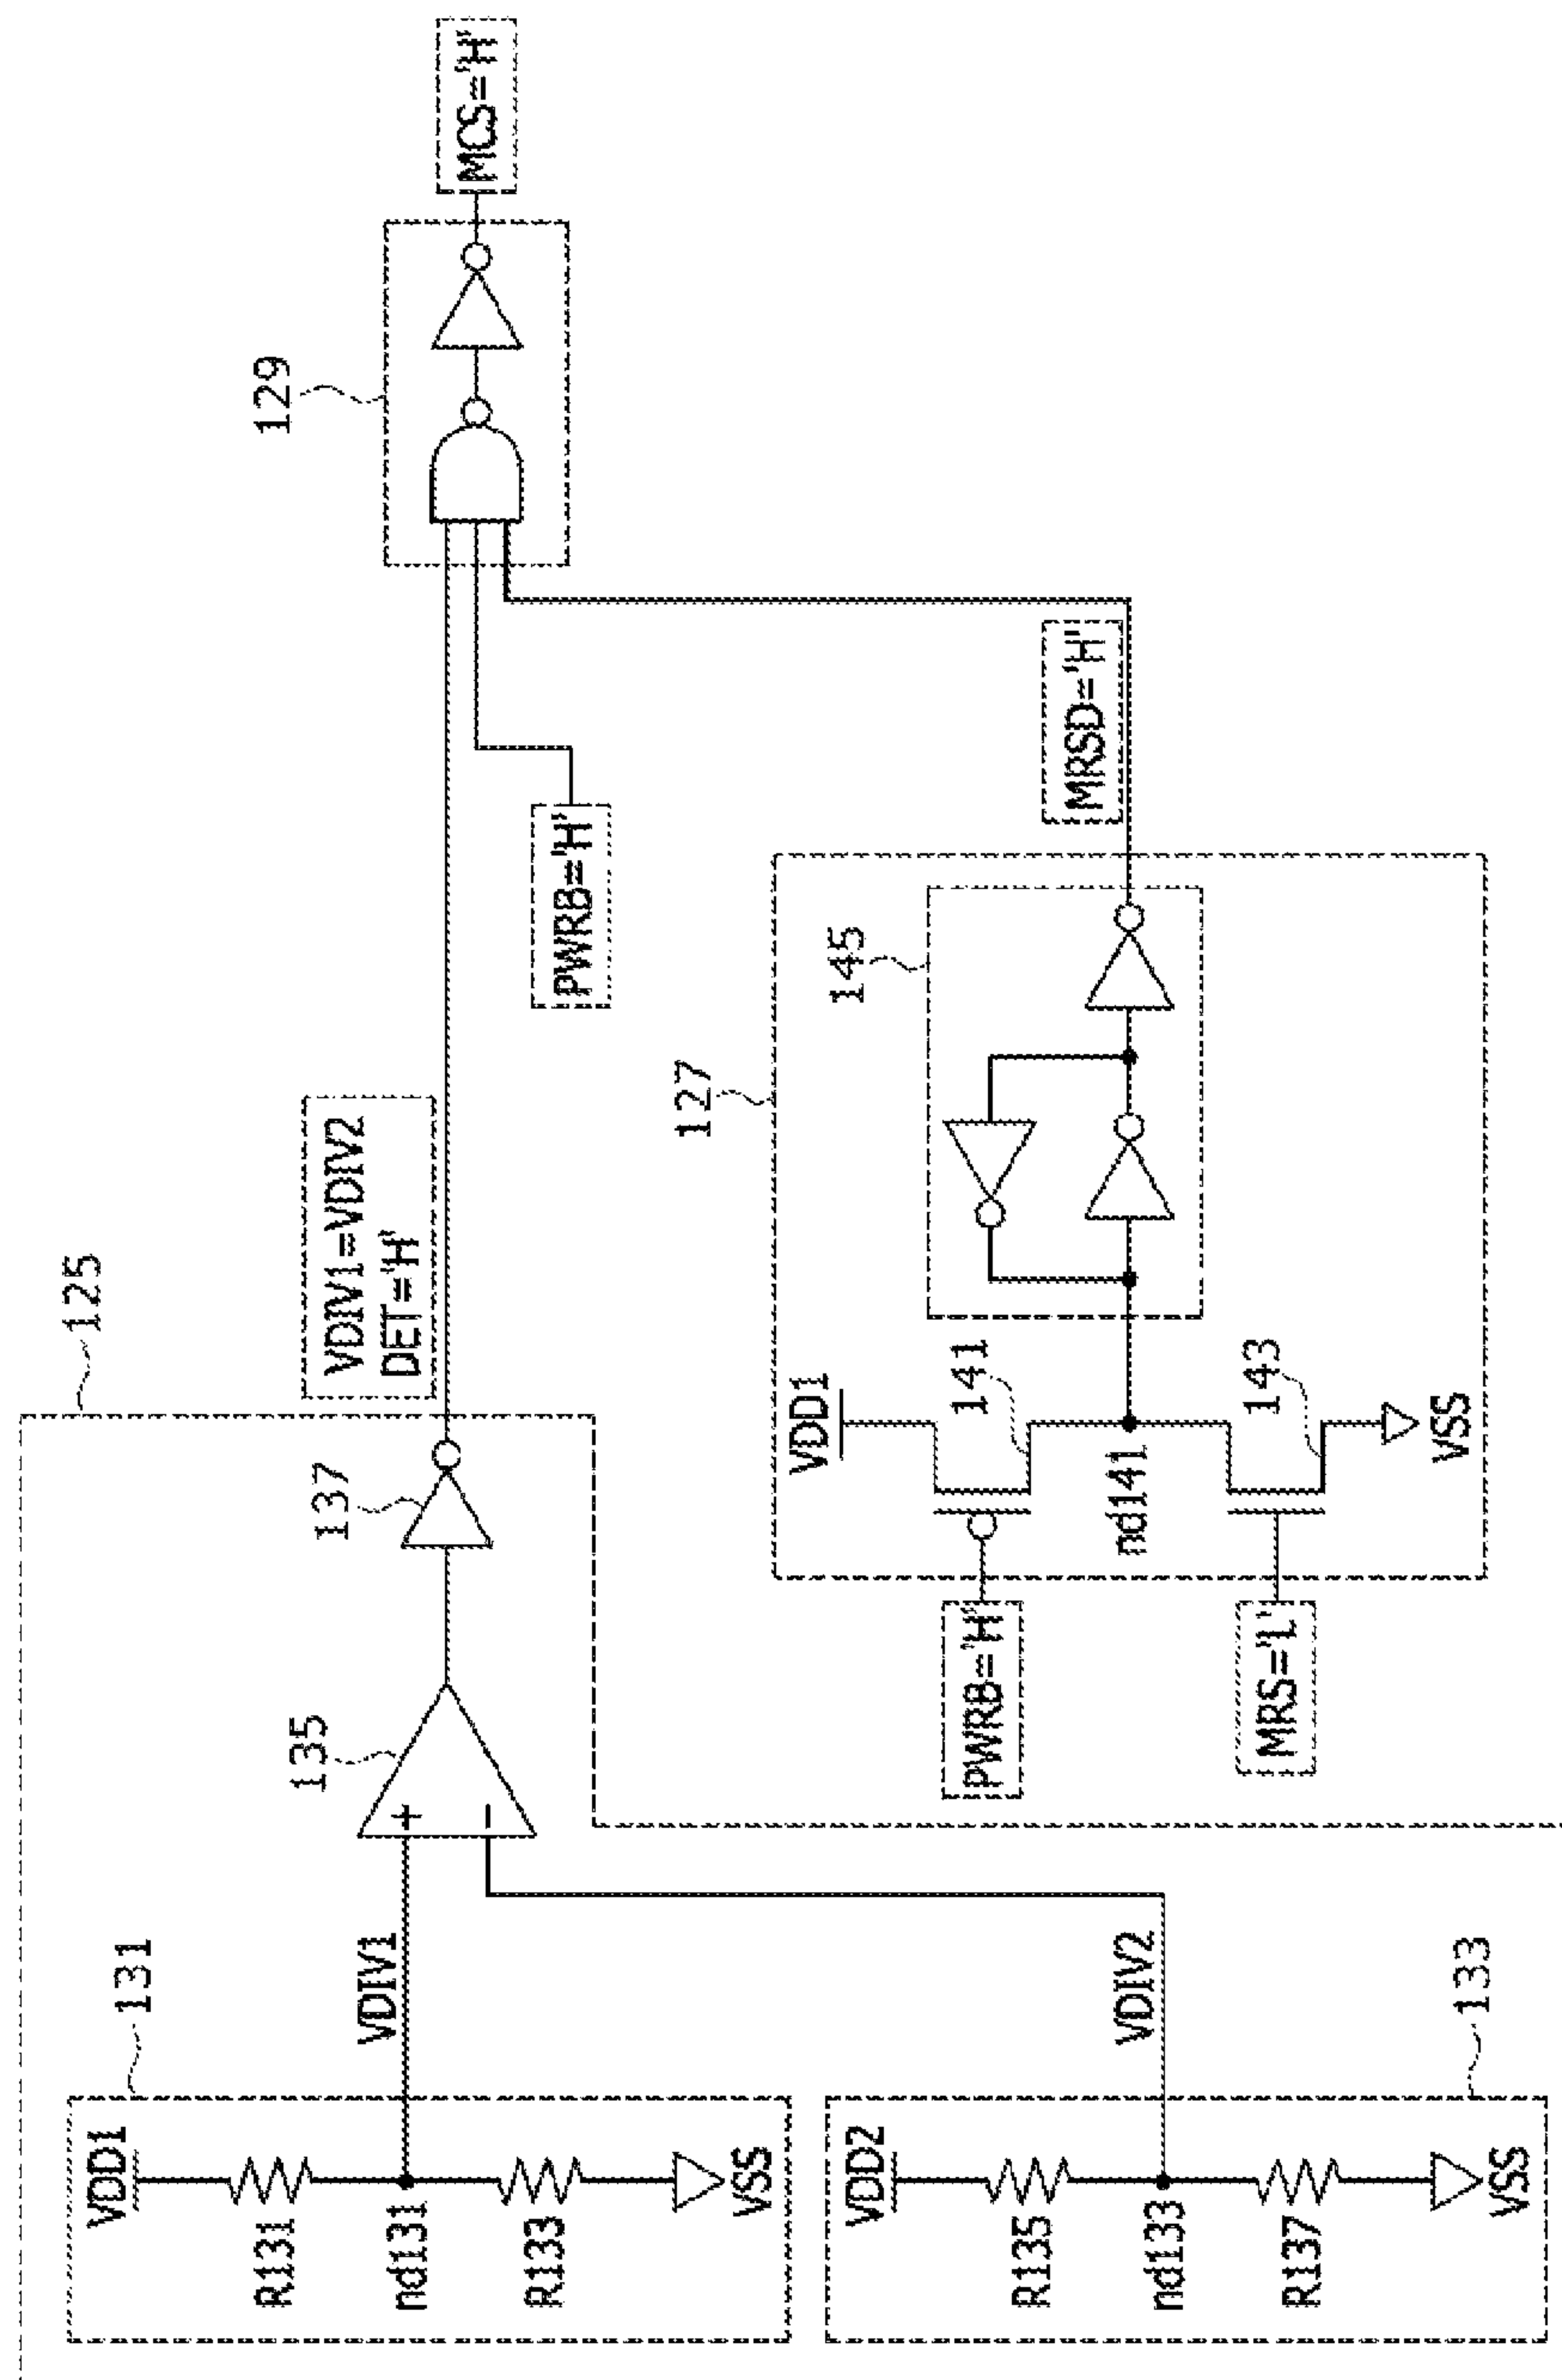 125
131
VDD1
R131
nd131
R133
VSS
VDIV1
135
137
VDIV1=VDIV2
DET='H'
129
MCS='H'
PWRB='H'
133
VDD2
R135
nd133
R137
VSS
VDIV2
127
VDD1
PWRB='H'
141
nd141
MRS='L'
143
VSS
145
MRSD='H'